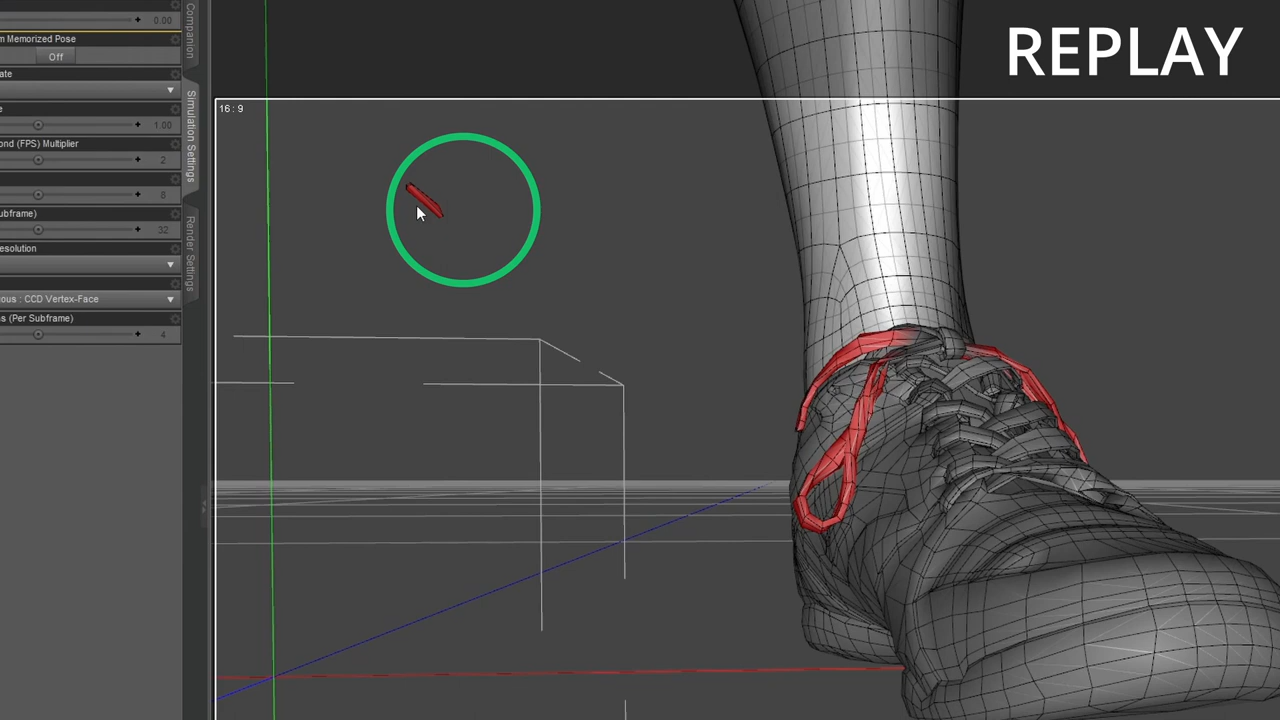 0.00
m Memorized Pose
Off
ate
e
1.00
ond (FPS) Multiplier
2
8
ubframe)
32
esolution
ous : CCD Vertex-Face
s (Per Subframe)
4
Companion
Simulation Settings
Render Settings
16 : 9
REPLAY